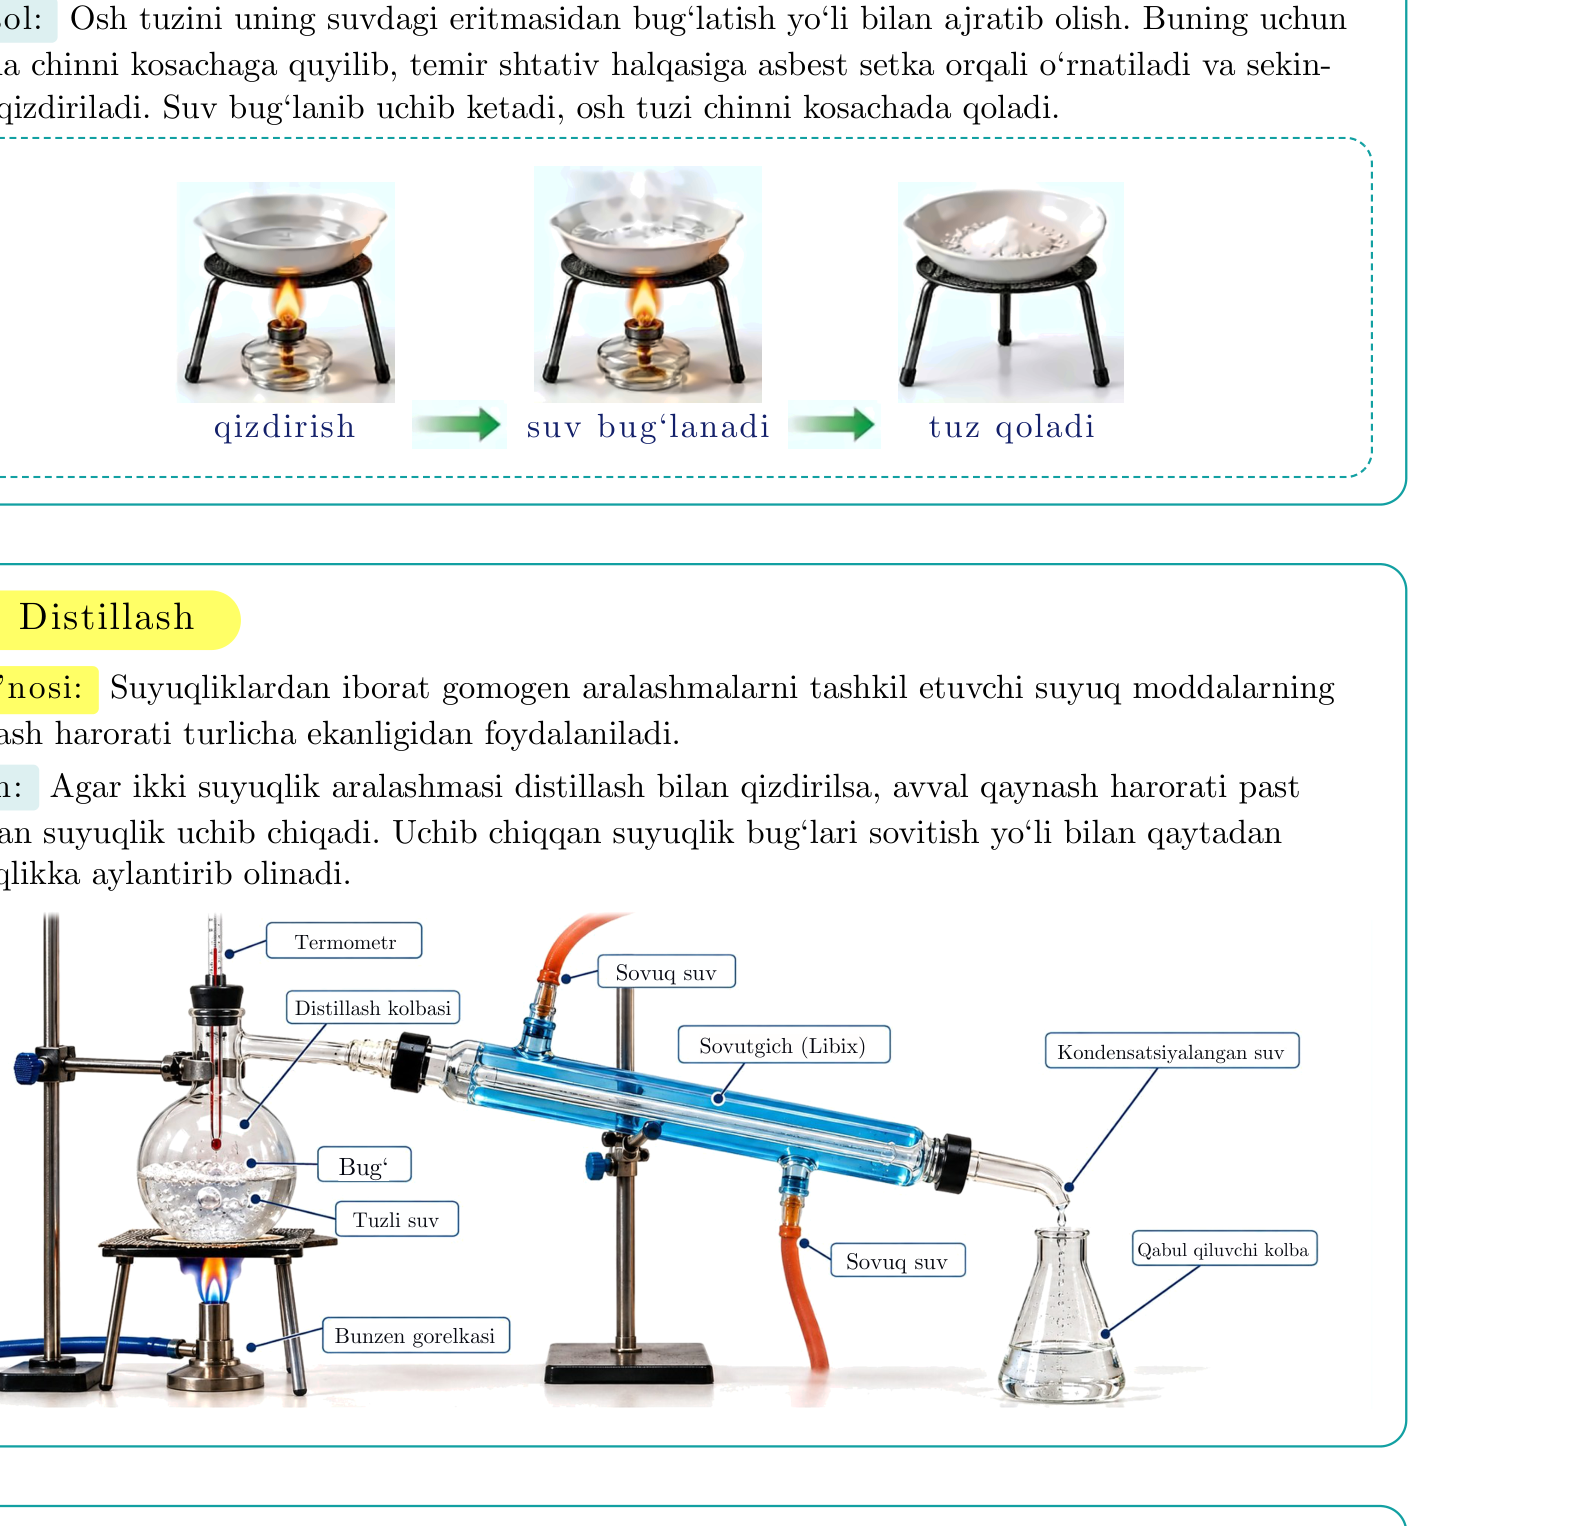 ol: Osh tuzini uning suvdagi eritmasidan bug‘latish yo‘li bilan ajratib olish. Buning uchun
a chinni kosachaga quyilib, temir shtativ halqasiga asbest setka orqali o‘rnatiladi va sekin-
qizdiriladi. Suv bug‘lanib uchib ketadi, osh tuzi chinni kosachada qoladi.
qizdirish
suv bug‘lanadi
tuz qoladi
Distillash
’nosi: Suyuqliklardan iborat gomogen aralashmalarni tashkil etuvchi suyuq moddalarning
ash harorati turlicha ekanligidan foydalaniladi.
: Agar ikki suyuqlik aralashmasi distillash bilan qizdirilsa, avval qaynash harorati past
an suyuqlik uchib chiqadi. Uchib chiqqan suyuqlik bug‘lari sovitish yo‘li bilan qaytadan
qlikka aylantirib olinadi.
Termometr
Sovuq suv
Distillash kolbasi
Sovutgich (Libix)
Kondensatsiyalangan suv
Bug‘
Tuzli suv
Qabul qiluvchi kolba
Sovuq suv
Bunzen gorelkasi